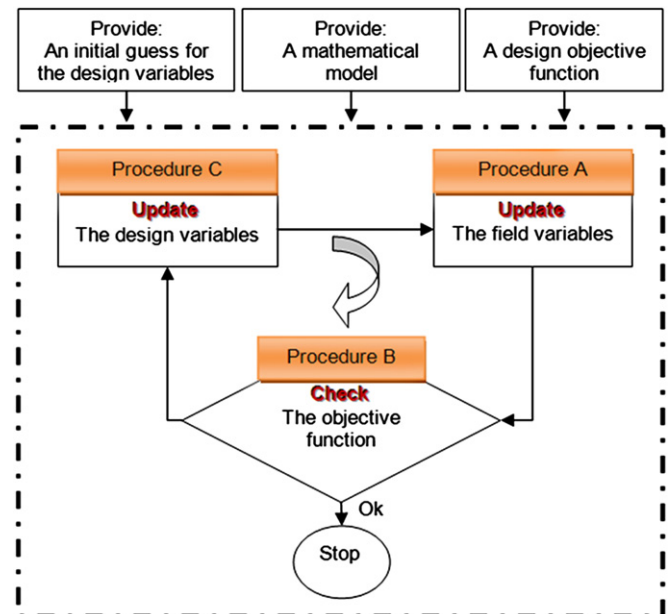 Provide:
An initial guess for
the design variables
Provide:
A mathematical
model
Provide:
A design objective
function
Procedure C
Update
The design variables
Procedure A
Update
The field variables
Procedure B
Check
The objective
function
Ok
Stop